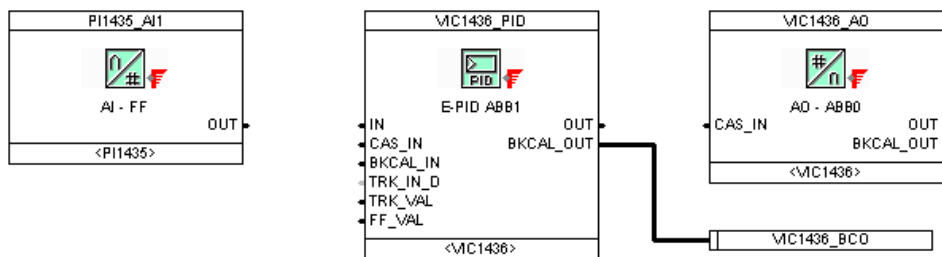 PI1435_AI1
AI - FF
OUT
<PI1435>
VIC1436_PID
PID
E-PID ABB1
IN
OUT
CAS_IN
BKCAL_OUT
BKCAL_IN
TRK_IN_D
TRK_VAL
FF_VAL
<VIC1436>
VIC1436_AO
#/n
AO - ABB0
CAS_IN
OUT
BKCAL_OUT
<VIC1436>
VIC1436_BCO